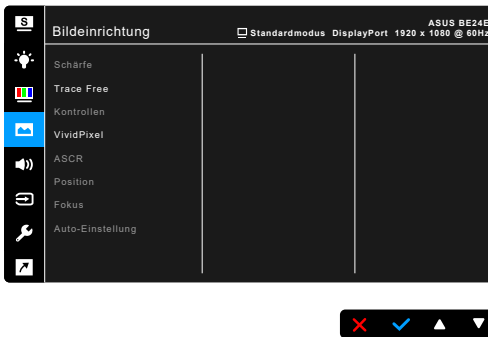 S
ASUS BE24E
Bildeinrichtung
Standardmodus DisplayPort 1920 x 1080 @ 60Hz
Schärfe
Trace Free
Kontrollen
VividPixel
ASCR
Position
Fokus
Auto-Einstellung